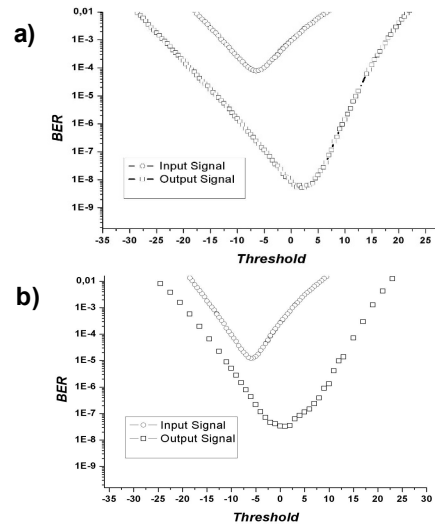 a)
BER
0,01
1E-3
1E-4
1E-5
1E-6
1E-7
1E-8
1E-9
Input Signal
Output Signal
-35 -30 -25 -20 -15 -10 -5 0 5 10 15 20 25
Threshold
b)
BER
0,01
1E-3
1E-4
1E-5
1E-6
1E-7
1E-8
1E-9
Input Signal
Output Signal
-35 -30 -25 -20 -15 -10 -5 0 5 10 15 20 25 30
Threshold